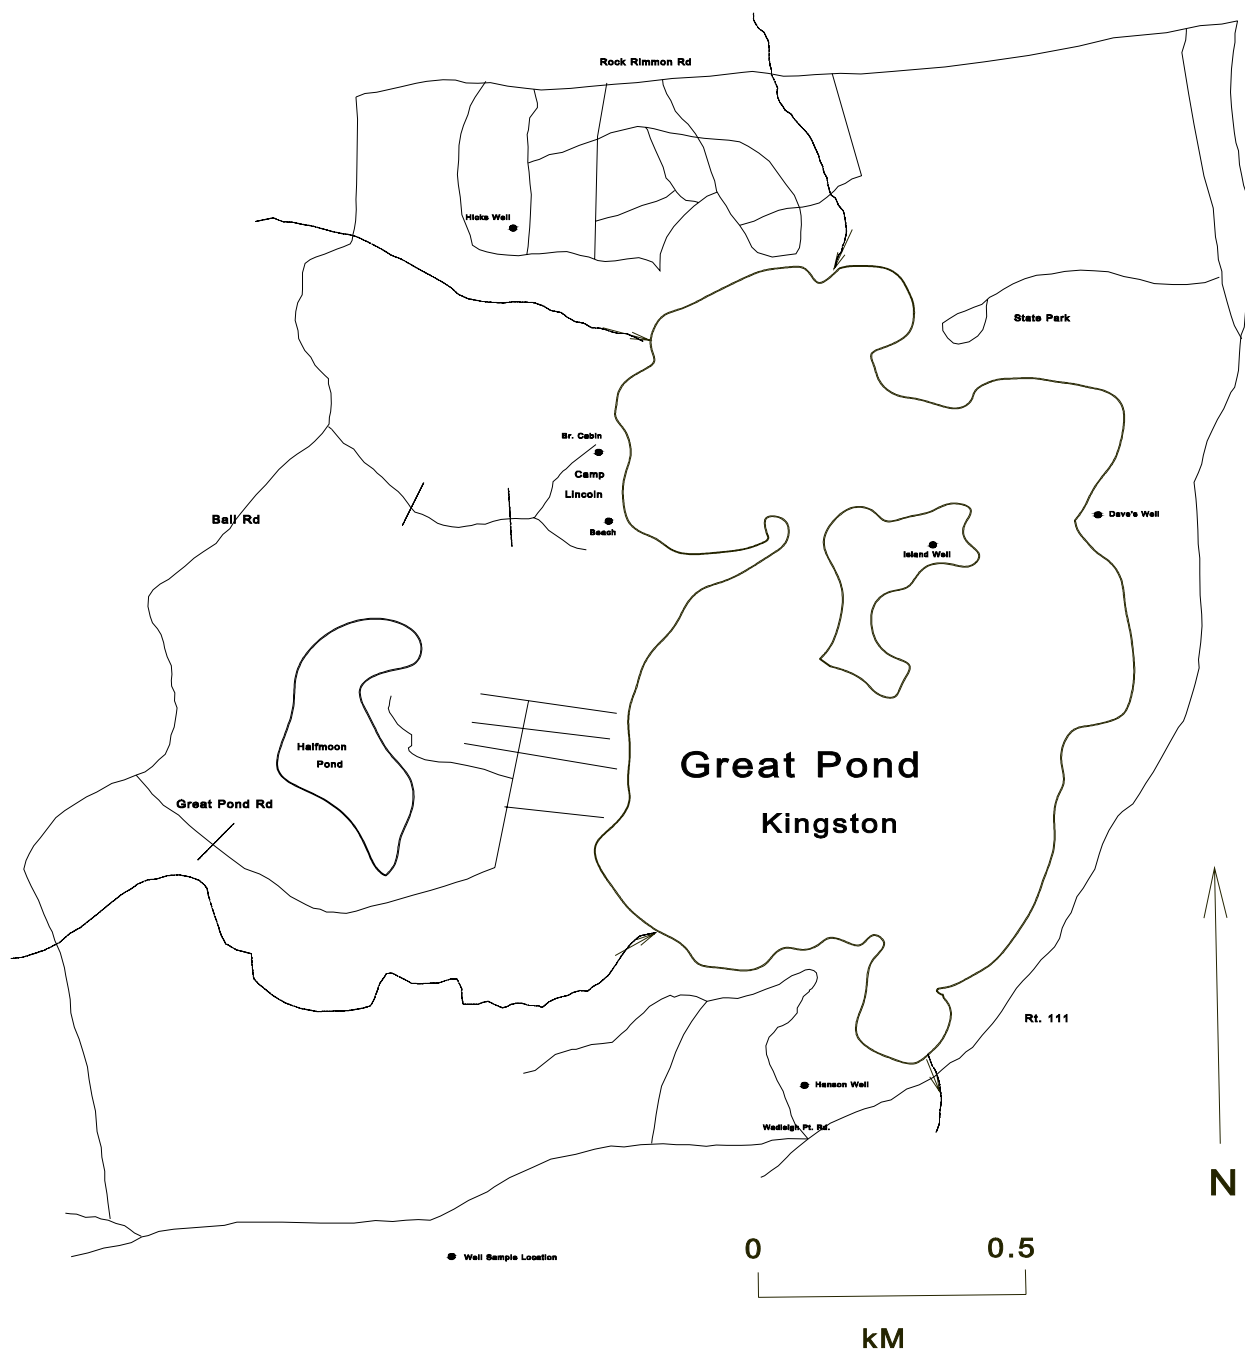 Rock Rimmon Rd
Hicks Well
State Park
Br. Cabin
Camp
Lincoln
Ball Rd
Beach
Dave's Well
Island Well
Halfmoon
Pond
Great Pond
Great Pond Rd
Kingston
Rt. 111
Hanson Well
Wadleigh Pt. Rd.
N
Well Sample Location
0
0.5
kM